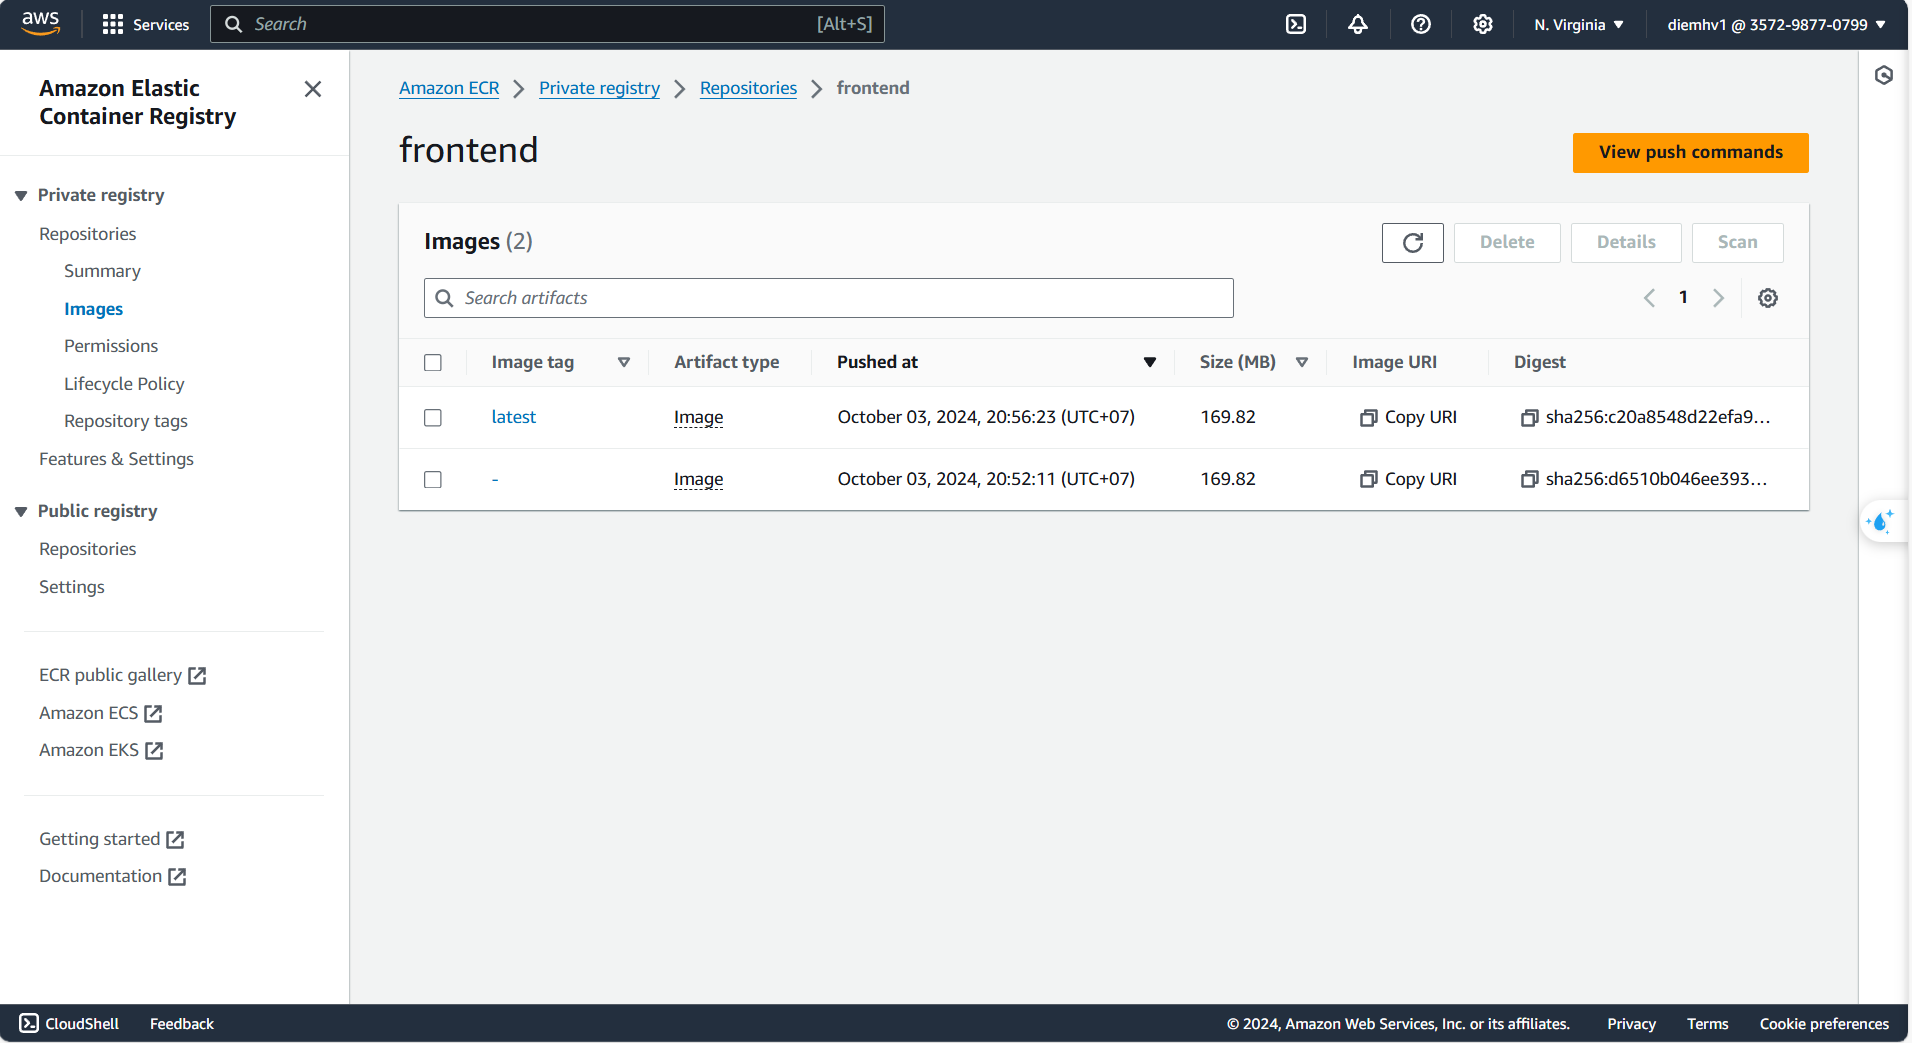 aws
Services
Search
[Alt+S]
N. Virginia
diemhv1 @ 3572-9877-0799
Amazon Elastic
Container Registry
Private registry
Repositories
Summary
Images
Permissions
Lifecycle Policy
Repository tags
Features & Settings
Public registry
Repositories
Settings
ECR public gallery
Amazon ECS
Amazon EKS
Getting started
Documentation
Amazon ECR > Private registry > Repositories > frontend
frontend
View push commands
Images (2)
Delete
Details
Scan
Search artifacts
1
Image tag Artifact type Pushed at Size (MB) Image URI Digest
latest Image October 03, 2024, 20:56:23 (UTC+07) 169.82 Copy URI sha256:c20a8548d22efa9...
- Image October 03, 2024, 20:52:11 (UTC+07) 169.82 Copy URI sha256:d6510b046ee393...
CloudShell
Feedback
© 2024, Amazon Web Services, Inc. or its affiliates.
Privacy
Terms
Cookie preferences